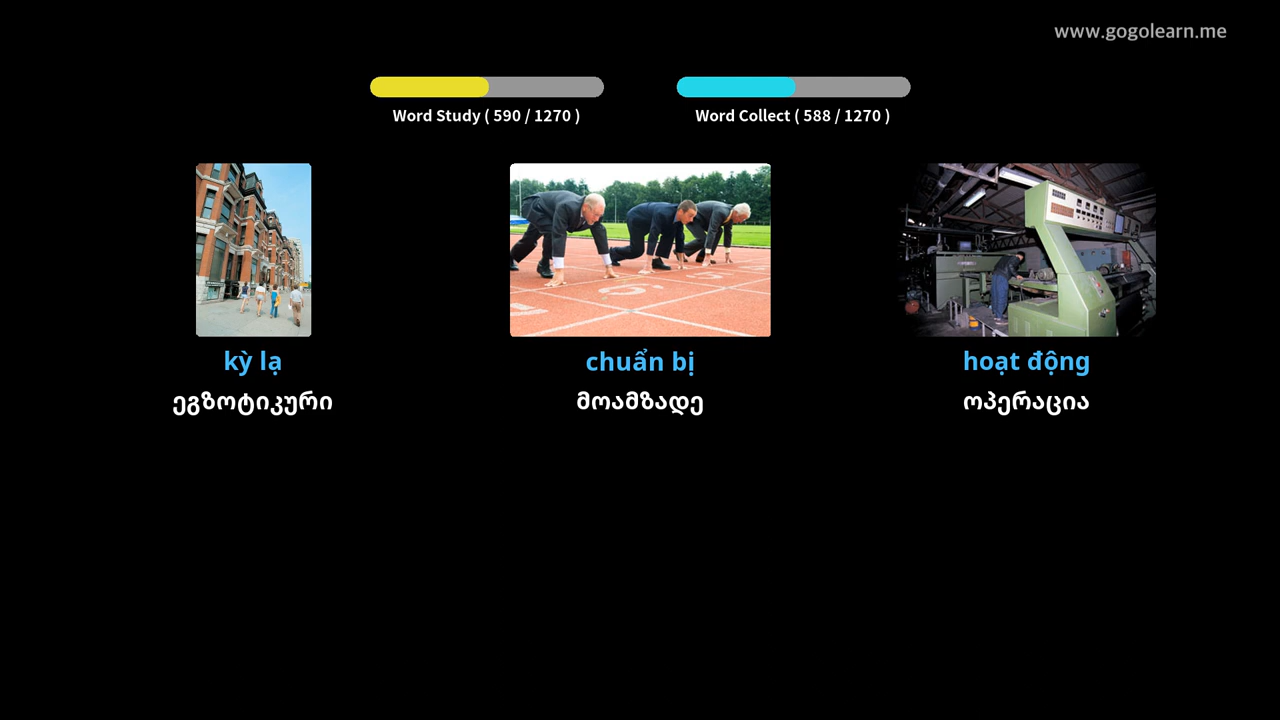 www.gogolearn.me
Word Study ( 590 / 1270 )
Word Collect ( 588 / 1270 )
kỳ lạ
chuẩn bị
hoạt động
ეგზოტიკური
მოამზადე
ოპერაცია